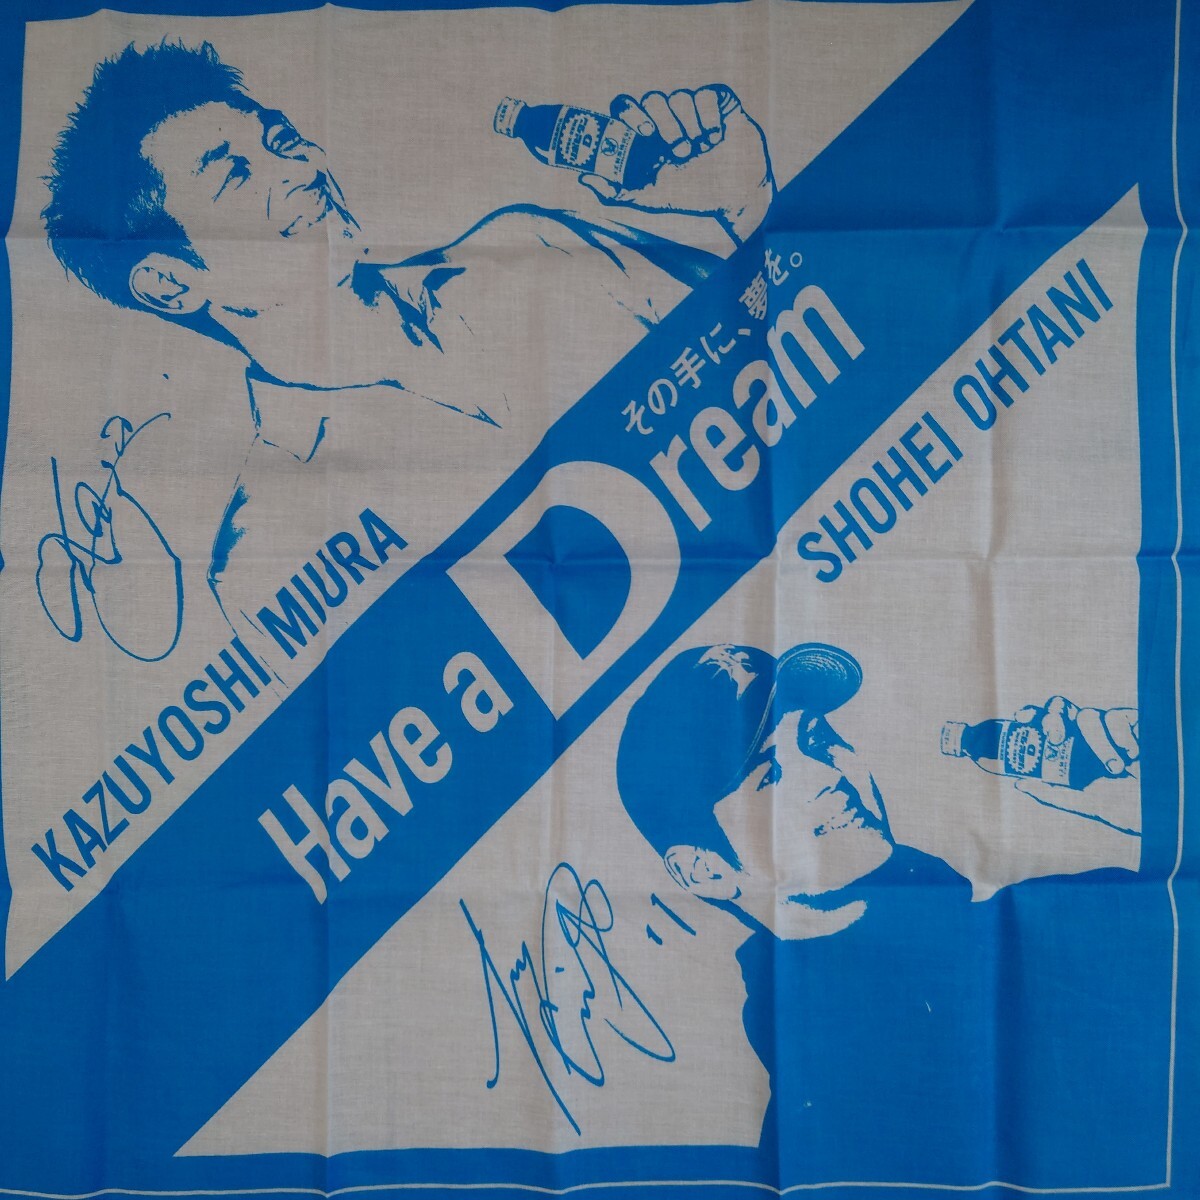 KAZUYOSHI MIURA
その手に、夢を。
Have a Dream
SHOHEI OHTANI